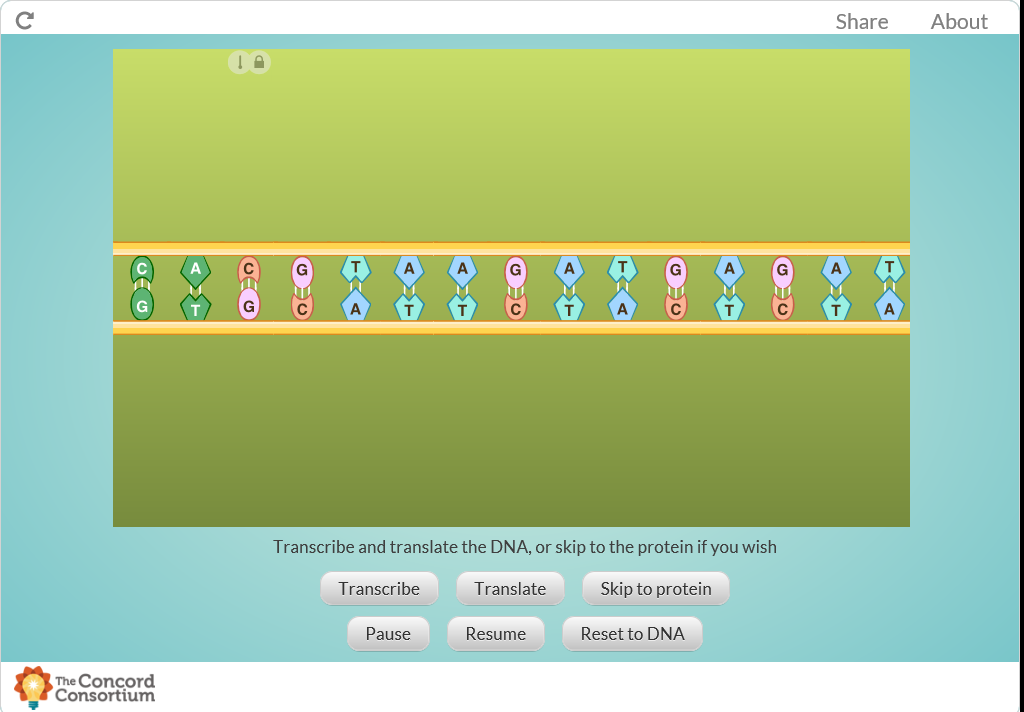 Share About
C A C G T A A G A T G A G A T
G T G C A T T C T A C T C T A
Transcribe and translate the DNA, or skip to the protein if you wish
Transcribe Translate Skip to protein
Pause Resume Reset to DNA
The Concord
Consortium